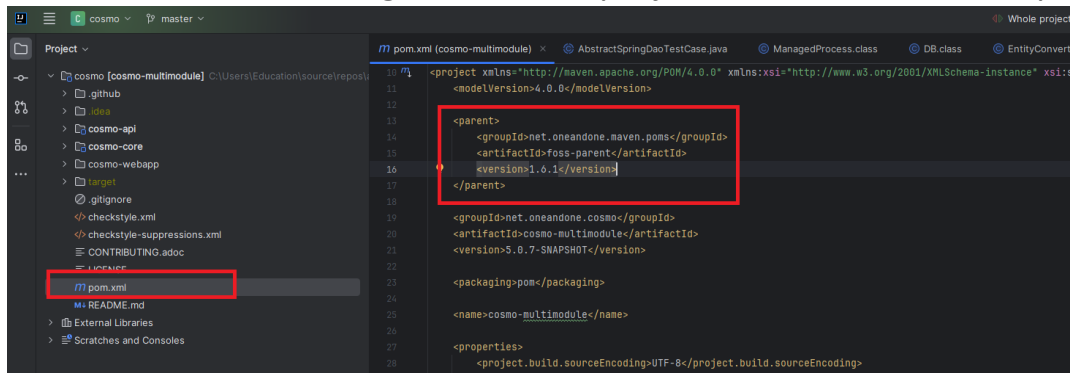 cosmo master Whole project
Project
pom.xml (cosmo-multimodule) AbstractSpringDaoTestCase.java ManagedProcess.class DB.class EntityConvert
cosmo [cosmo-multimodule] C:\Users\Education\source\repos\
.github
.idea
cosmo-api
cosmo-core
cosmo-webapp
target
.gitignore
checkstyle.xml
checkstyle-suppressions.xml
CONTRIBUTING.adoc
LICENSE
pom.xml
README.md
External Libraries
Scratches and Consoles
10 <project xmlns="http://maven.apache.org/POM/4.0.0" xmlns:xsi="http://www.w3.org/2001/XMLSchema-instance" xsi:s
11 <modelVersion>4.0.0</modelVersion>
12
13 <parent>
14 <groupId>net.oneandone.maven.poms</groupId>
15 <artifactId>foss-parent</artifactId>
16 <version>1.6.1</version>
17 </parent>
18
19 <groupId>net.oneandone.cosmo</groupId>
20 <artifactId>cosmo-multimodule</artifactId>
21 <version>5.0.7-SNAPSHOT</version>
22
23 <packaging>pom</packaging>
24
25 <name>cosmo-multimodule</name>
26
27 <properties>
28 <project.build.sourceEncoding>UTF-8</project.build.sourceEncoding>